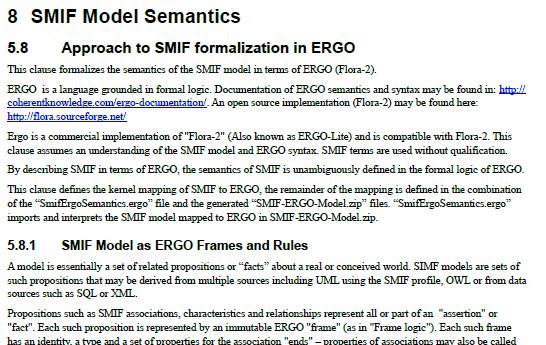 8 SMIF Model Semantics
5.8 Approach to SMIF formalization in ERGO
This clause formalizes the semantics of the SMIF model in terms of ERGO (Flora-2).
ERGO is a language grounded in formal logic. Documentation of ERGO semantics and syntax may be found in: http://
coherentknowledge.com/ergo-documentation/. An open source implementation (Flora-2) may be found here:
http://flora.sourceforge.net/
Ergo is a commercial implementation of "Flora-2" (Also known as ERGO-Lite) and is compatible with Flora-2. This
clause assumes an understanding of the SMIF model and ERGO syntax. SMIF terms are used without qualification.
By describing SMIF in terms of ERGO, the semantics of SMIF is unambiguously defined in the formal logic of ERGO.
This clause defines the kernel mapping of SMIF to ERGO, the remainder of the mapping is defined in the combination
of the “SmifErgoSemantics.ergo” file and the generated “SMIF-ERGO-Model.zip” files. “SmifErgoSemantics.ergo”
imports and interprets the SMIF model mapped to ERGO in SMIF-ERGO-Model.zip.
5.8.1 SMIF Model as ERGO Frames and Rules
A model is essentially a set of related propositions or “facts” about a real or conceived world. SIMF models are sets of
such propositions that may be derived from multiple sources including UML using the SMIF profile, OWL or from data
sources such as SQL or XML.
Propositions such as SMIF associations, characteristics and relationships represent all or part of an "assertion" or
"fact". Each such proposition is represented by an immutable ERGO "frame" (as in "Frame logic"). Each such frame
has an identity, a type and a set of properties for the association "ends" – properties of associations may also be called